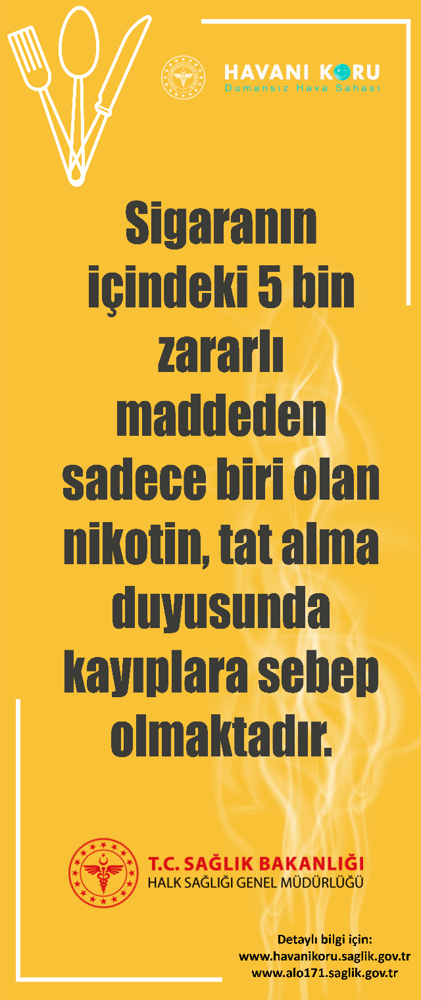 HAVANI KORU
Dumansız Hava Sahası
Sigaranın
içindeki 5 bin
zararlı
maddeden
sadece biri olan
nikotin, tat alma
duyusunda
kayıplara sebep
olmaktadır.
T.C. SAĞLIK BAKANLIĞI
HALK SAĞLIĞI GENEL MÜDÜRLÜĞÜ
Detaylı bilgi için:
www.havanikoru.saglik.gov.tr
www.alo171.saglik.gov.tr